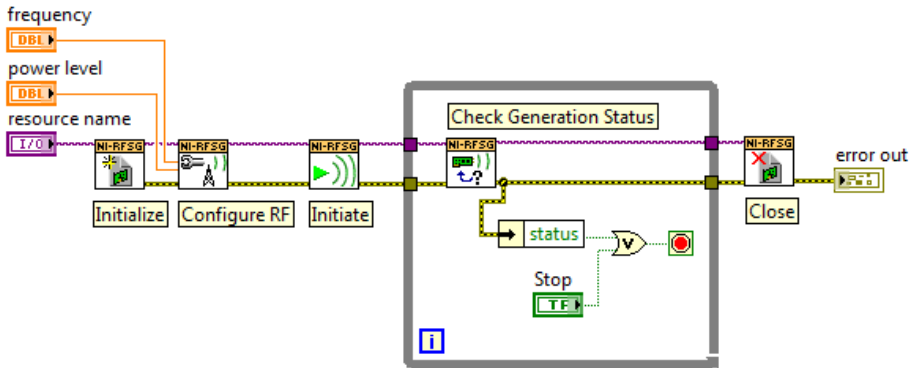 frequency
DBL
power level
DBL
resource name
I/O
NI-RFSG
NI-RFSG
NI-RFSG
Initialize
Configure RF
Initiate
Check Generation Status
NI-RFSG
?
status
V
Stop
TF
i
NI-RFSG
Close
error out